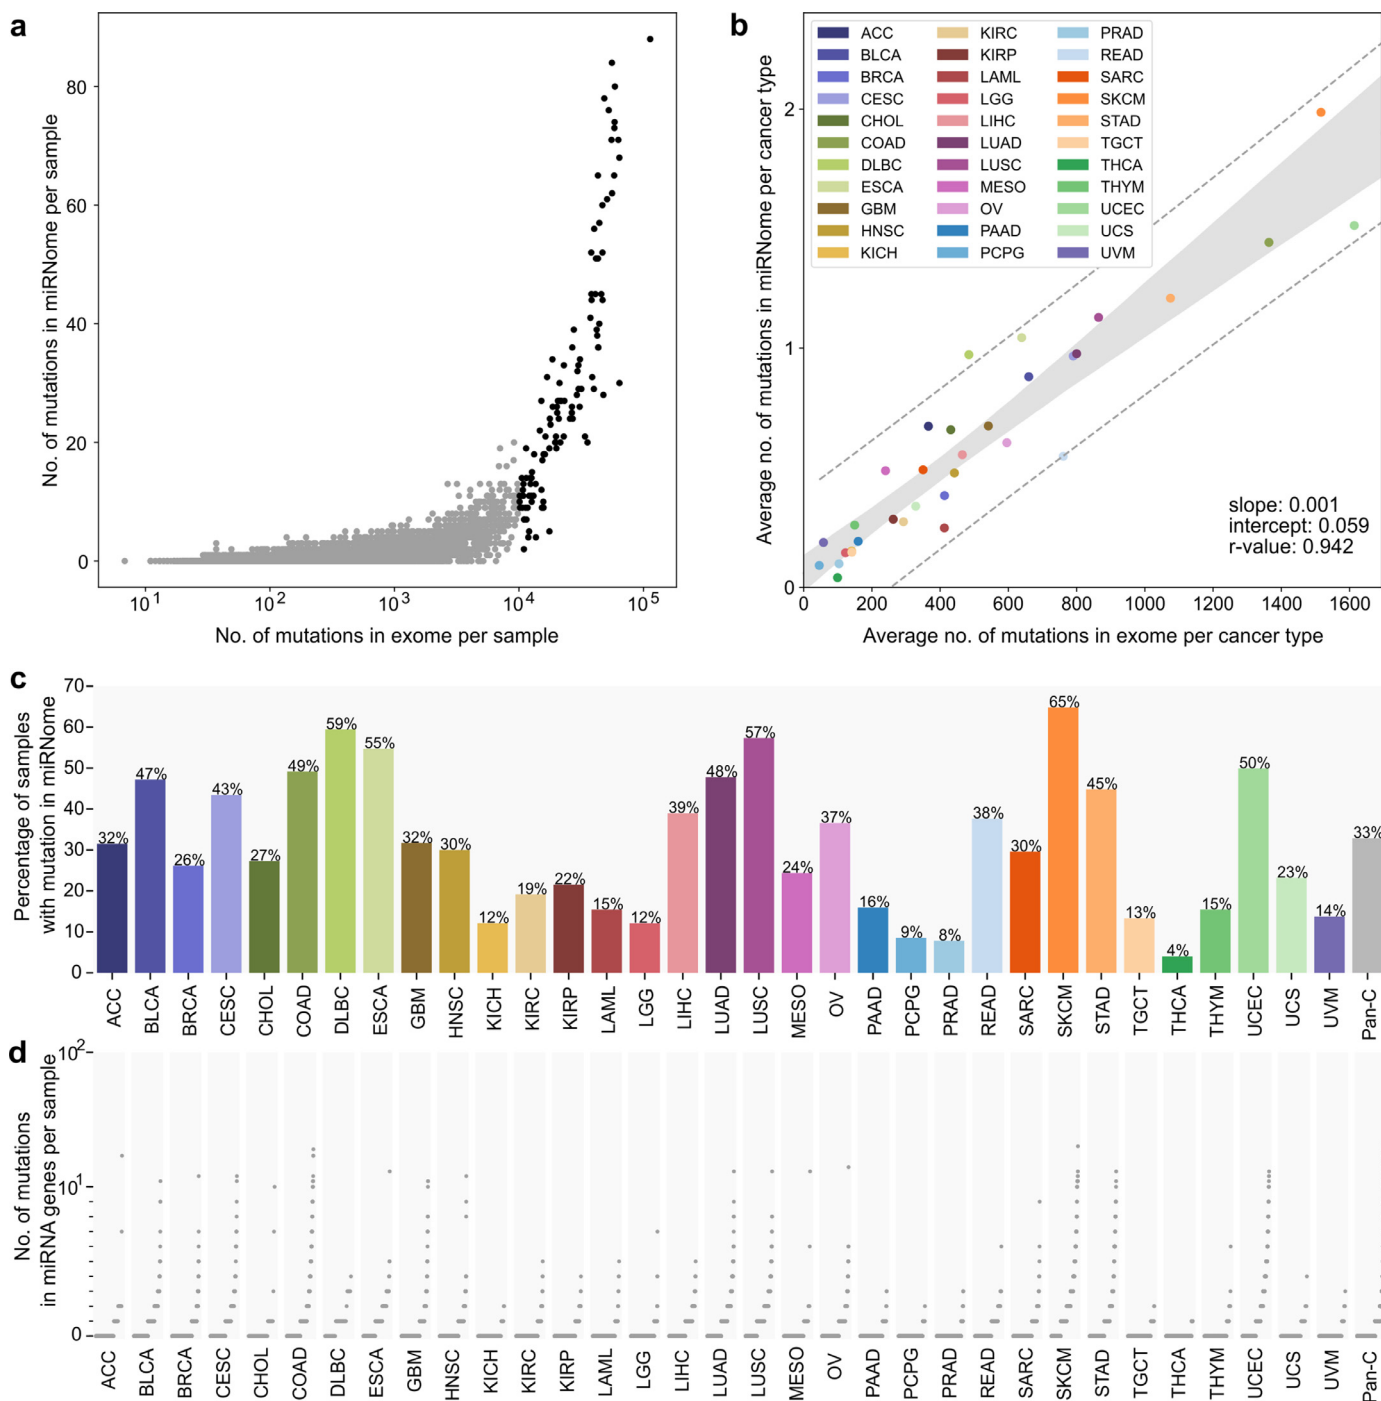 a
No. of mutations in miRNome per sample
80
60
40
20
0
10^1
10^2
10^3
10^4
10^5
No. of mutations in exome per sample
b
Average no. of mutations in miRNome per cancer type
2
1
0
ACC
BLCA
BRCA
CESC
CHOL
COAD
DLBC
ESCA
GBM
HNSC
KICH
KIRC
KIRP
LAML
LGG
LIHC
LUAD
LUSC
MESO
OV
PAAD
PCPG
PRAD
READ
SARC
SKCM
STAD
TGCT
THCA
THYM
UCEC
UCS
UVM
slope: 0.001
intercept: 0.059
r-value: 0.942
0 200 400 600 800 1000 1200 1400 1600
Average no. of mutations in exome per cancer type
c
Percentage of samples
with mutation in miRNome
70
60
50
40
30
20
10
0
32% 47% 26% 43% 27% 49% 59% 55% 32% 30% 12% 19% 22% 15% 12% 39% 48% 57% 24% 37% 16% 9% 8% 38% 30% 65% 45% 13% 4% 15% 50% 23% 14% 33%
ACC BLCA BRCA CESC CHOL COAD DLBC ESCA GBM HNSC KICH KIRC KIRP LAML LGG LIHC LUAD LUSC MESO OV PAAD PCPG PRAD READ SARC SKCM STAD TGCT THCA THYM UCEC UCS UVM Pan-C
d
No. of mutations
in miRNA genes per sample
10^2
10^1
0
ACC BLCA BRCA CESC CHOL COAD DLBC ESCA GBM HNSC KICH KIRC KIRP LAML LGG LIHC LUAD LUSC MESO OV PAAD PCPG PRAD READ SARC SKCM STAD TGCT THCA THYM UCEC UCS UVM Pan-C